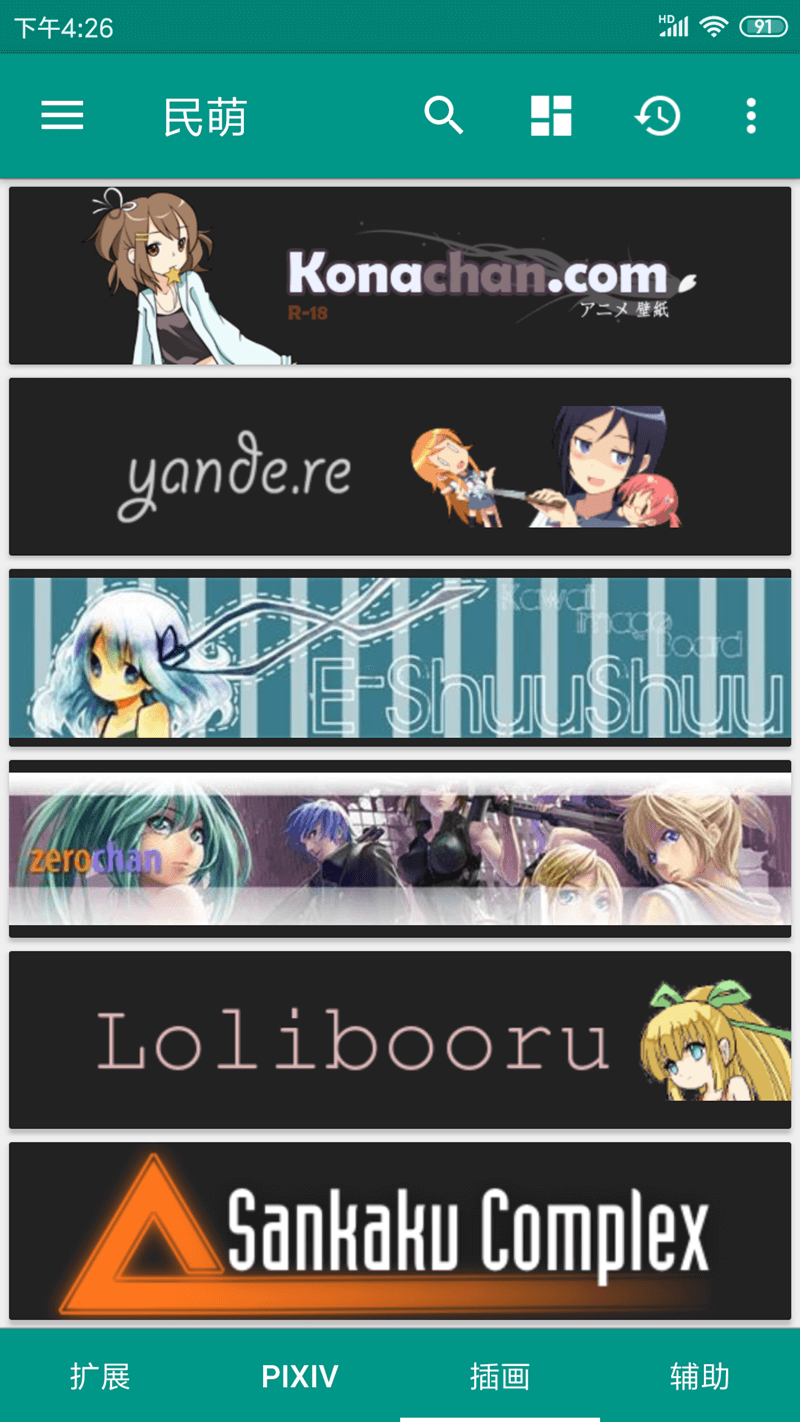 下午4:26
HD
91
民萌
Konachan.com
R-18
アニメ 壁紙
yande.re
Kawaii
image
Board
E-ShuuShuu
zerochan
Lolibooru
Sankaku Complex
扩展
PIXIV
插画
辅助